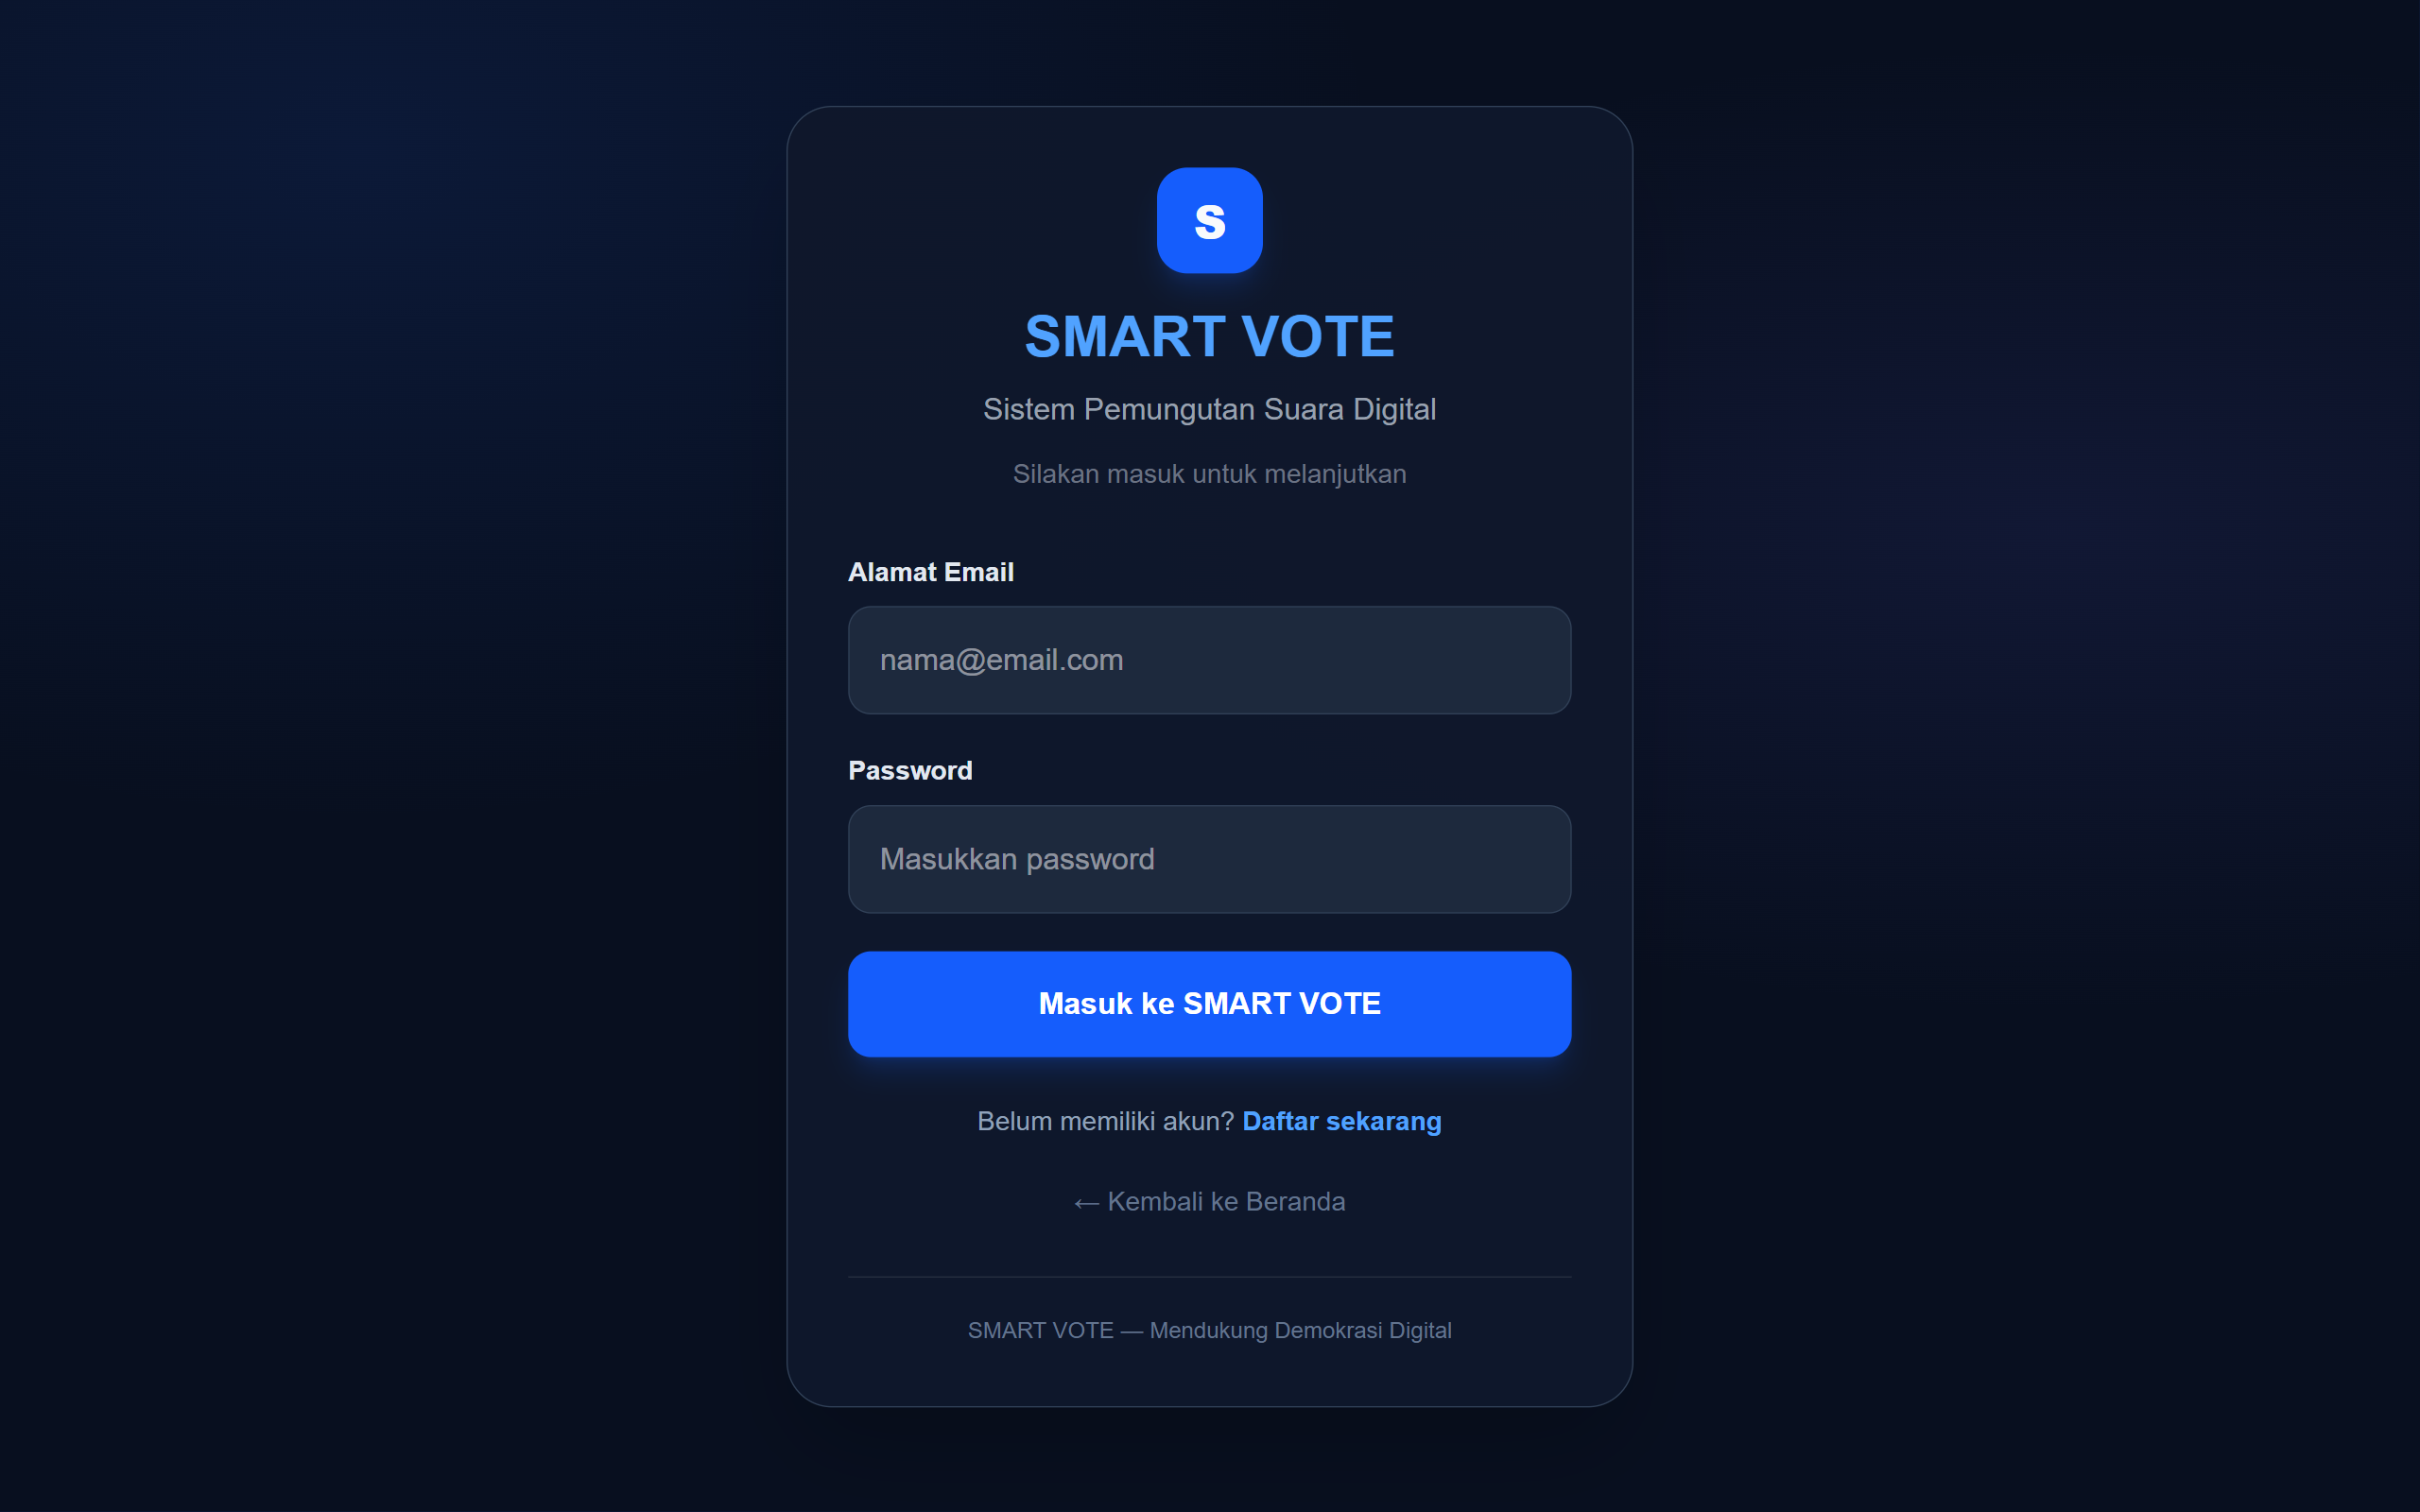 S
SMART VOTE
Sistem Pemungutan Suara Digital
Silakan masuk untuk melanjutkan
Alamat Email
nama@email.com
Password
Masukkan password
Masuk ke SMART VOTE
Belum memiliki akun? Daftar sekarang
← Kembali ke Beranda
SMART VOTE — Mendukung Demokrasi Digital